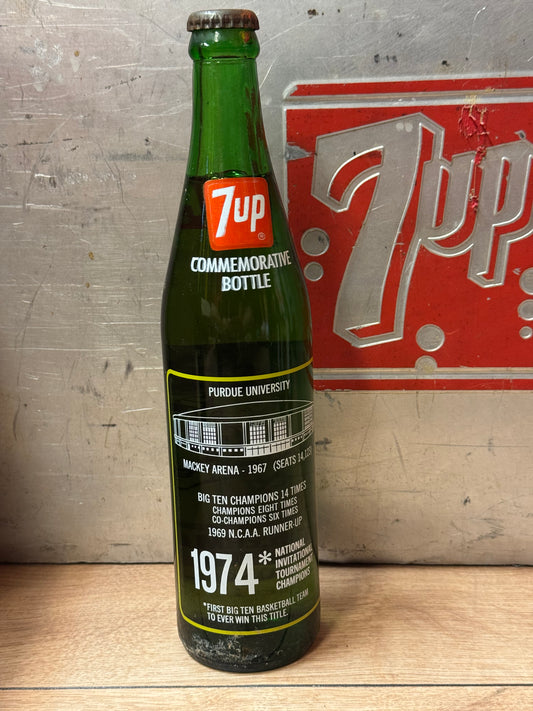 7up
COMMEMORATIVE
BOTTLE
PURDUE UNIVERSITY
MACKEY ARENA - 1967 (SEATS
BIG TEN CHAMPIONS 14 TIMES
CHAMPIONS EIGHT TIMES
CO-CHAMPIONS SIX TIMES
1969 N.C.A.A. RUNNER-UP
1974*
NATIONAL
INVITATIONAL
TOURNAMENT
CHAMPIONS
*FIRST BIG TEN BASKETBALL TEAM
TO EVER WIN THIS TITLE.
7up